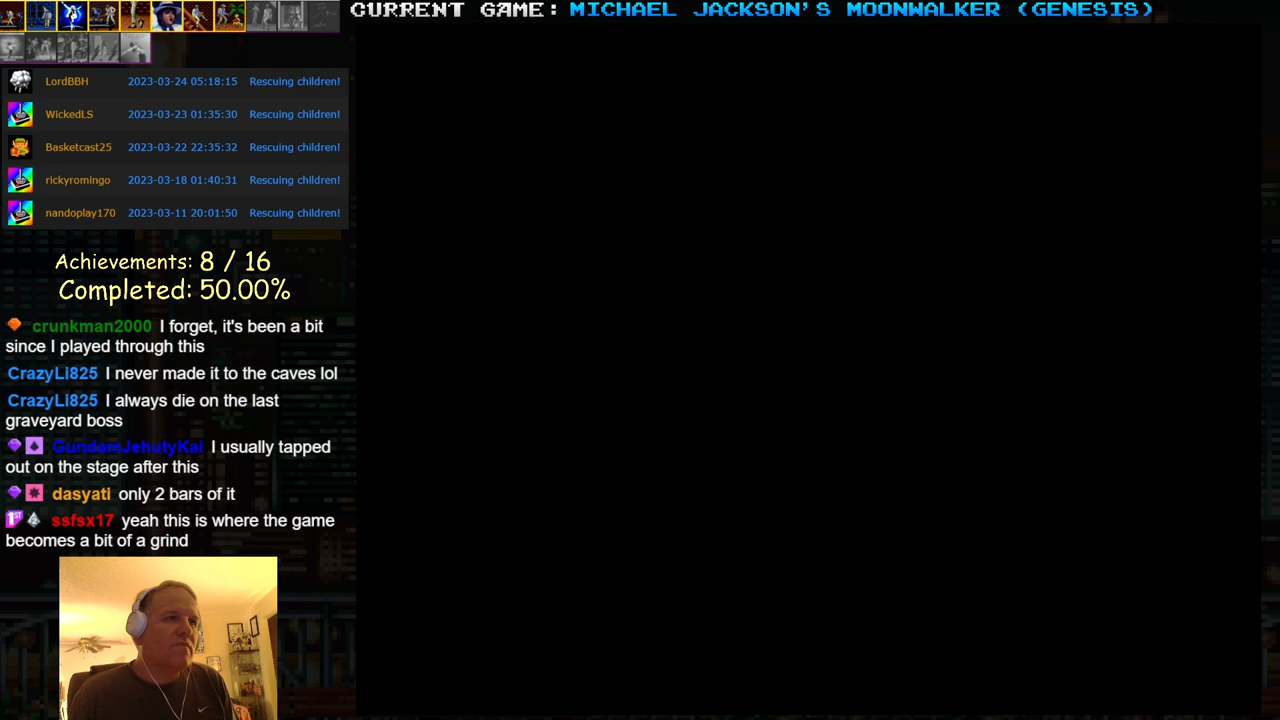 CURRENT GAME: MICHAEL JACKSON'S MOONWALKER (GENESIS)
LordBBH 2023-03-24 05:18:15 Rescuing children!
WickedLS 2023-03-23 01:35:30 Rescuing children!
Basketcast25 2023-03-22 22:35:32 Rescuing children!
rickyromingo 2023-03-18 01:40:31 Rescuing children!
nandoplay170 2023-03-11 20:01:50 Rescuing children!
Achievements: 8 / 16
Completed: 50.00%
crunkman2000 I forget, it's been a bit
since I played through this
CrazyLi825 I never made it to the caves lol
CrazyLi825 I always die on the last
graveyard boss
GundamJehutyKai I usually tapped
out on the stage after this
dasyati only 2 bars of it
1ST ssfsx17 yeah this is where the game
becomes a bit of a grind